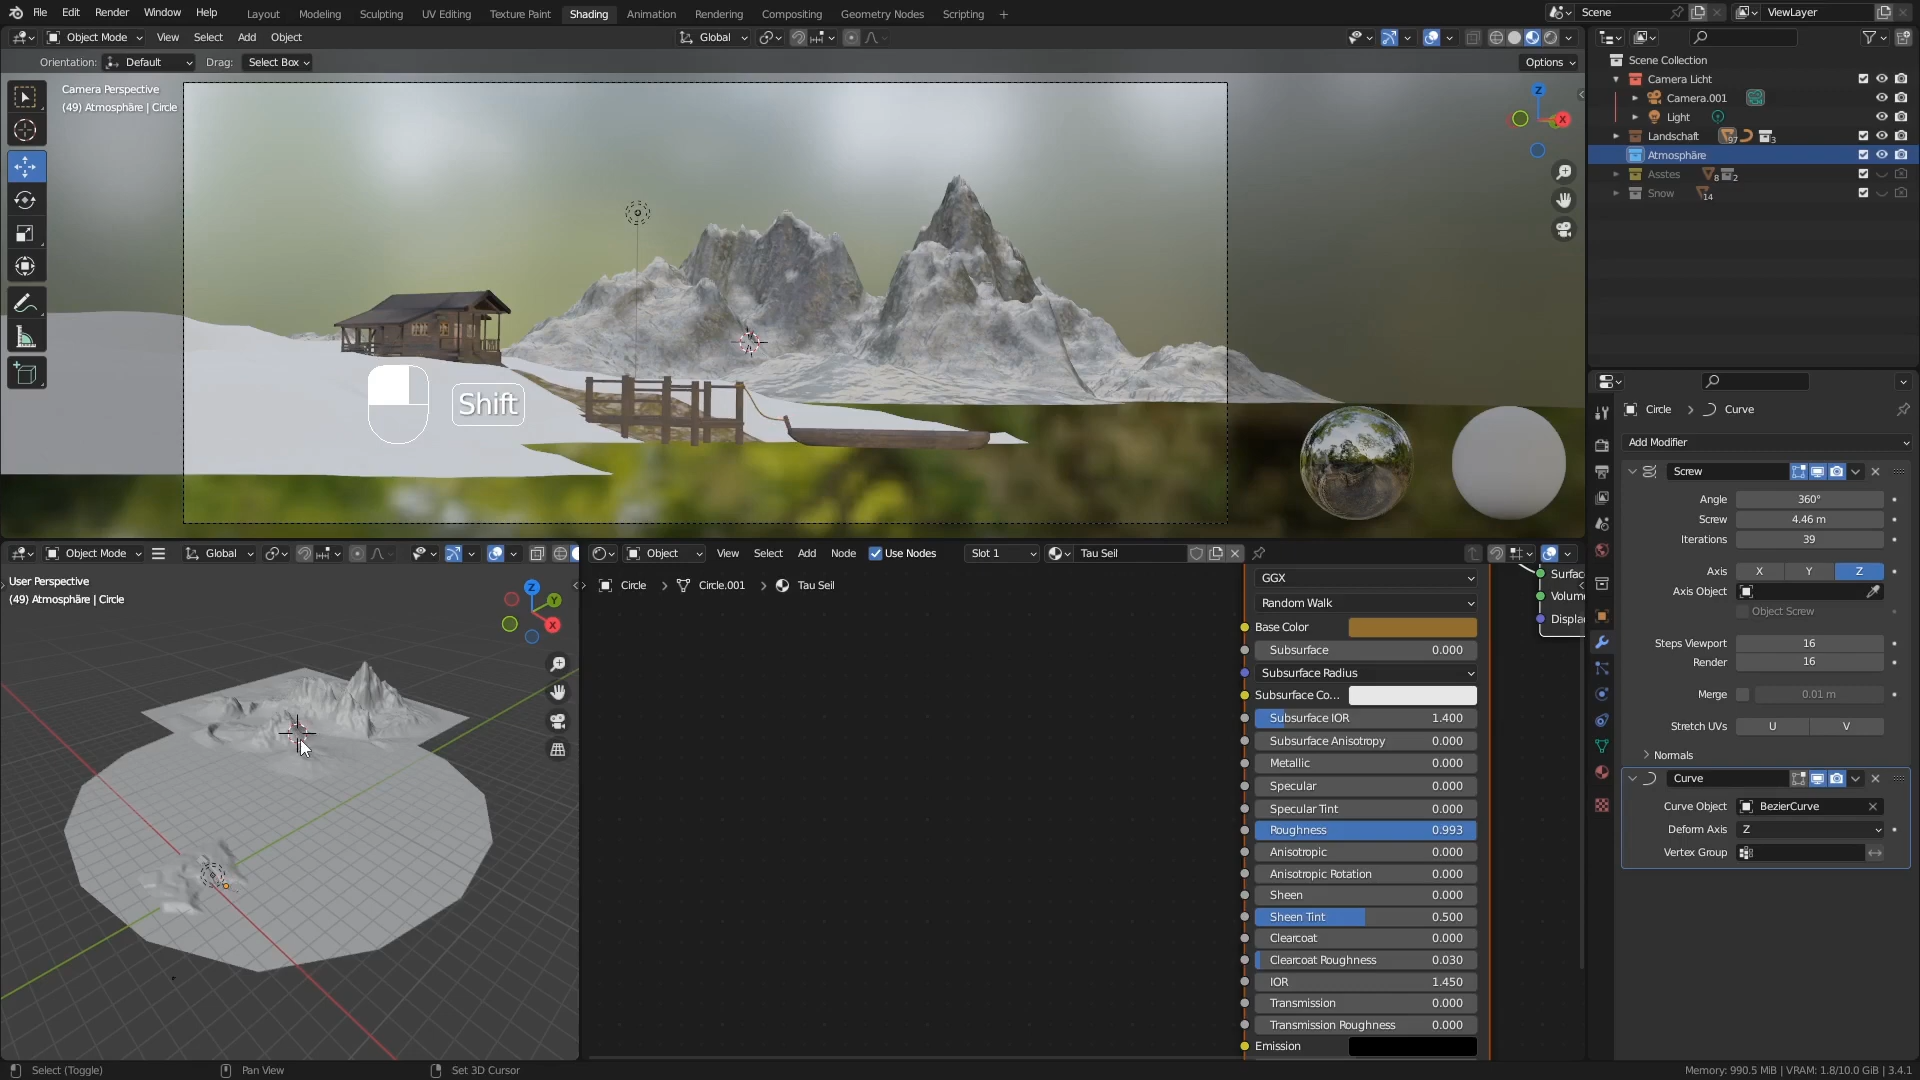 File Edit Render Window Help Layout Modeling Sculpting UV Editing Texture Paint Shading Animation Rendering Compositing Geometry Nodes Scripting + Scene ViewLayer
Object Mode View Select Add Object Global
Orientation: Default Drag: Select Box Options
Camera Perspective
(49) Atmosphäre | Circle
Z
X
Shift
Scene Collection
Camera Licht
Camera.001
Light
Landschaft 97 3
Atmosphäre
Asstes 8 2
Snow 14
Circle Curve
Add Modifier
Screw
Angle 360°
Screw 4.46 m
Iterations 39
Axis X Y Z
Axis Object
Object Screw
Steps Viewport 16
Render 16
Merge 0.01 m
Stretch UVs U V
Normals
Curve
Curve Object BezierCurve
Deform Axis Z
Vertex Group
Object Mode Global
User Perspective
(49) Atmosphäre | Circle
Z
Y
X
Object View Select Add Node Use Nodes Slot 1 Tau Seil
Circle Circle.001 Tau Seil
GGX
Random Walk
Base Color
Subsurface 0.000
Subsurface Radius
Subsurface Co...
Subsurface IOR 1.400
Subsurface Anisotropy 0.000
Metallic 0.000
Specular 0.000
Specular Tint 0.000
Roughness 0.993
Anisotropic 0.000
Anisotropic Rotation 0.000
Sheen 0.000
Sheen Tint 0.500
Clearcoat 0.000
Clearcoat Roughness 0.030
IOR 1.450
Transmission 0.000
Transmission Roughness 0.000
Emission
Surfac
Volum
Displa
Select (Toggle) Pan View Set 3D Cursor Memory: 990.5 MiB | VRAM: 1.8/10.0 GiB | 3.4.1